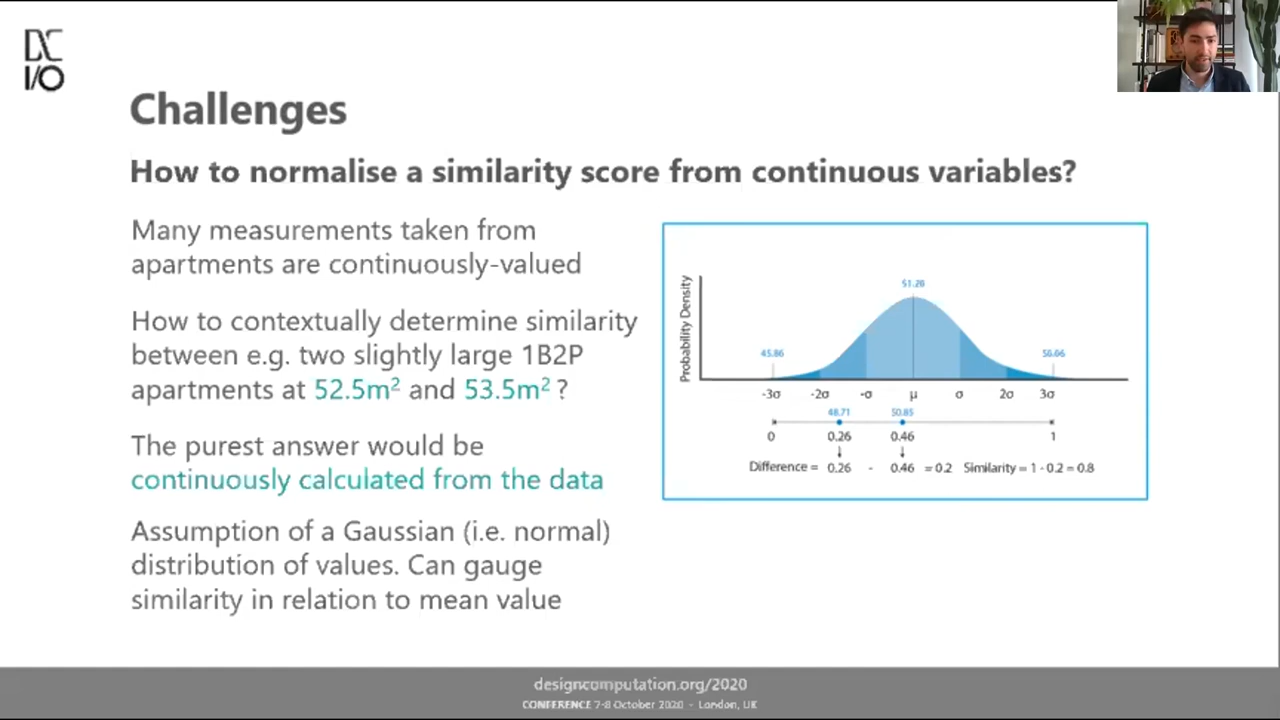 DC
I/O
Challenges
How to normalise a similarity score from continuous variables?
Many measurements taken from
apartments are continuously-valued
How to contextually determine similarity
between e.g. two slightly large 1B2P
apartments at 52.5m² and 53.5m² ?
The purest answer would be
continuously calculated from the data
Assumption of a Gaussian (i.e. normal)
distribution of values. Can gauge
similarity in relation to mean value
Probability Density
51.20
45.86
-3σ -2σ -σ μ σ 2σ 3σ
48.71 50.85
0 0.26 0.46 1
Difference = 0.26 - 0.46 = 0.2 Similarity = 1 - 0.2 = 0.8
designcomputation.org/2020
CONFERENCE 7-8 October 2020 - London, UK